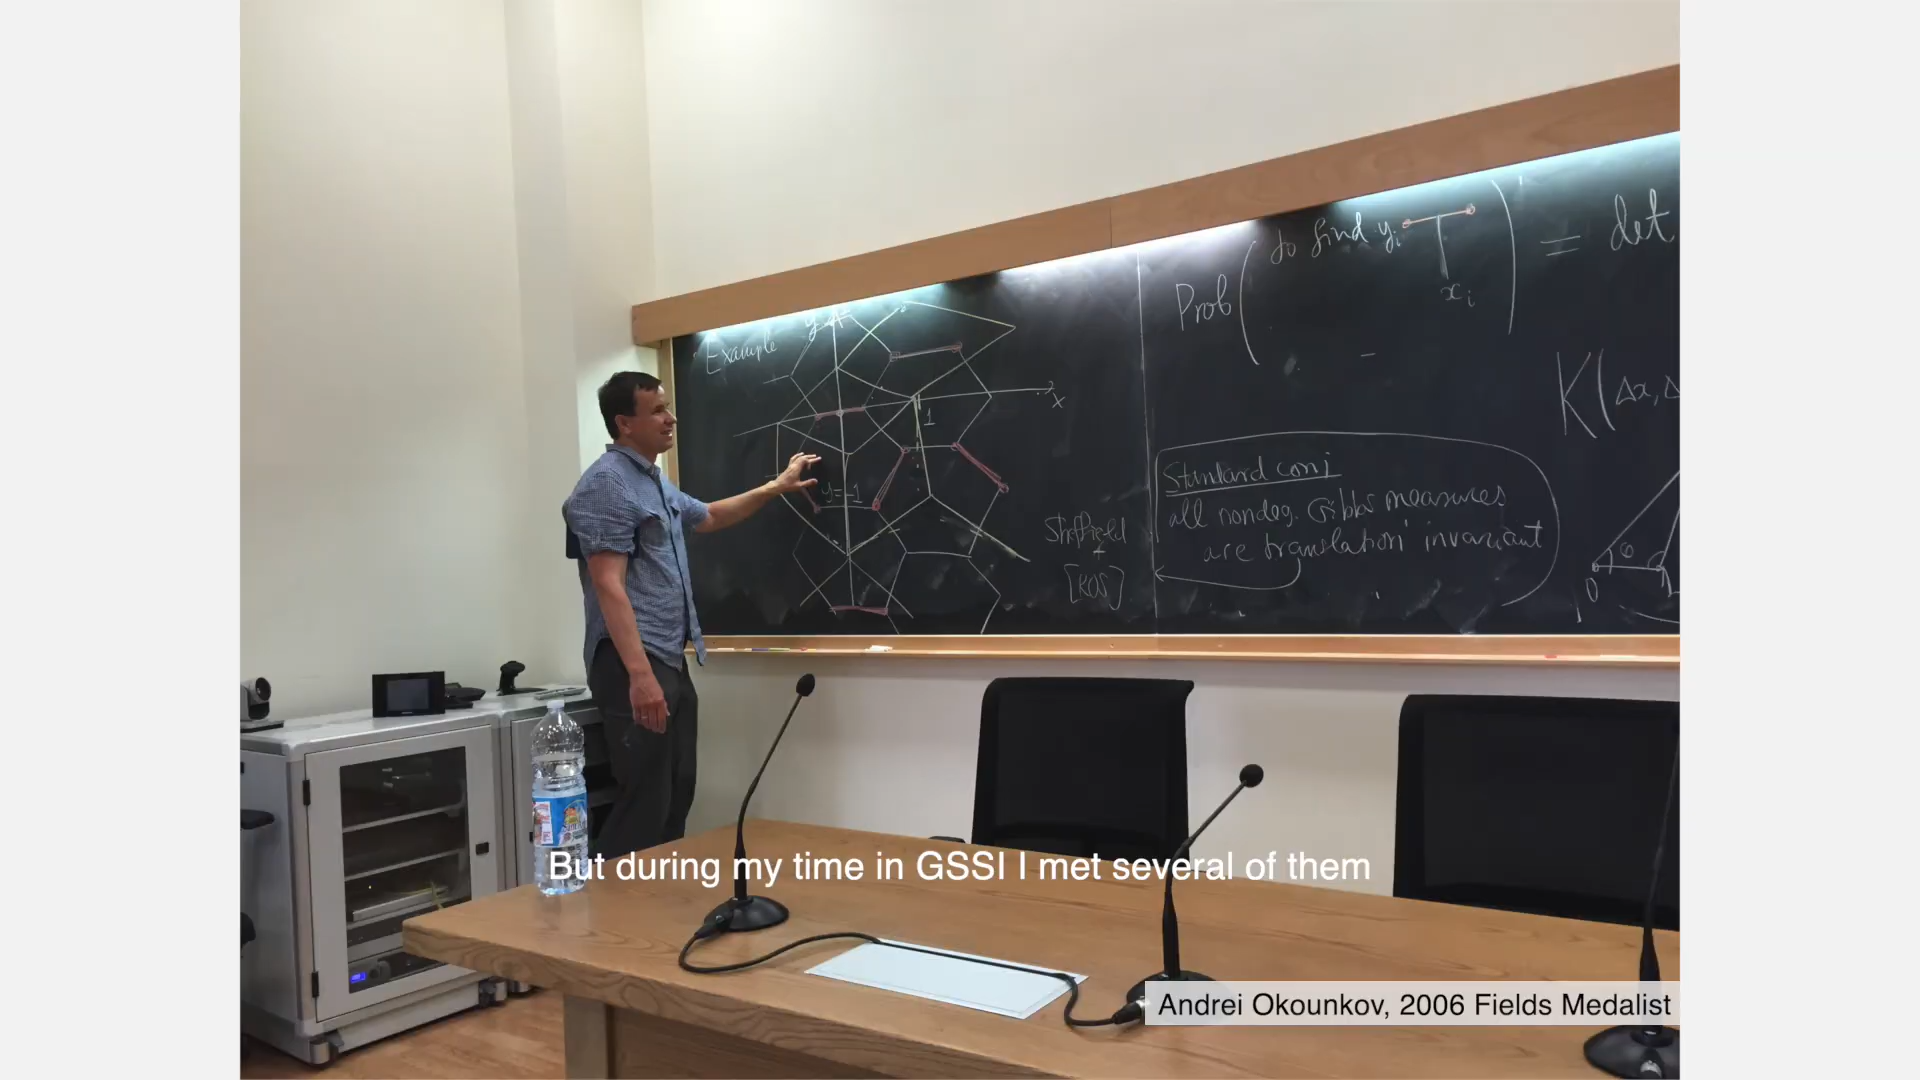 Example
y
x
1
y=-1
Sheffield
+
[KOS]
Prob ( to find y_i
x_i ) = det
K(Δx, Δ
Standard conj
all nondeg. Gibbs measures
are translation invariant
0
But during my time in GSSI I met several of them
Andrei Okounkov, 2006 Fields Medalist